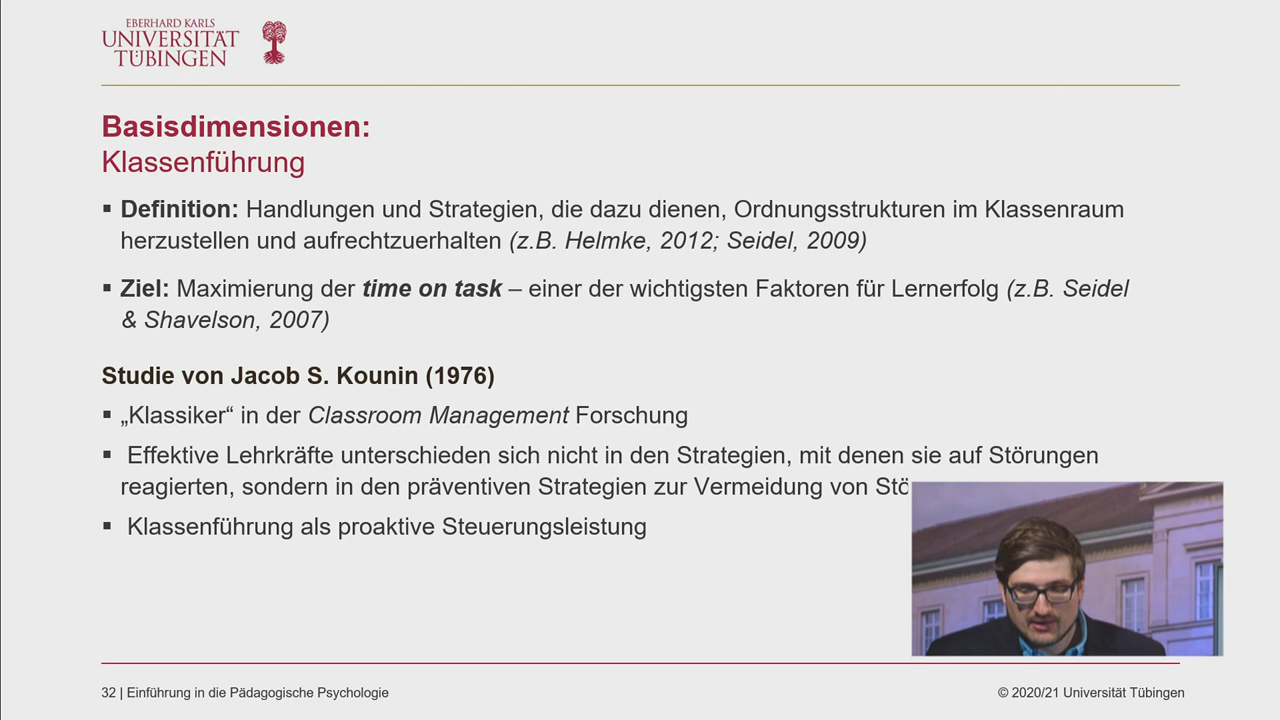 EBERHARD KARLS
UNIVERSITÄT
TÜBINGEN
Basisdimensionen:
Klassenführung
▪ Definition: Handlungen und Strategien, die dazu dienen, Ordnungsstrukturen im Klassenraum
herzustellen und aufrechtzuerhalten (z.B. Helmke, 2012; Seidel, 2009)
▪ Ziel: Maximierung der time on task – einer der wichtigsten Faktoren für Lernerfolg (z.B. Seidel
& Shavelson, 2007)
Studie von Jacob S. Kounin (1976)
▪ „Klassiker“ in der Classroom Management Forschung
▪ Effektive Lehrkräfte unterschieden sich nicht in den Strategien, mit denen sie auf Störungen
reagierten, sondern in den präventiven Strategien zur Vermeidung von
▪ Klassenführung als proaktive Steuerungsleistung
32 | Einführung in die Pädagogische Psychologie
© 2020/21 Universität Tübingen